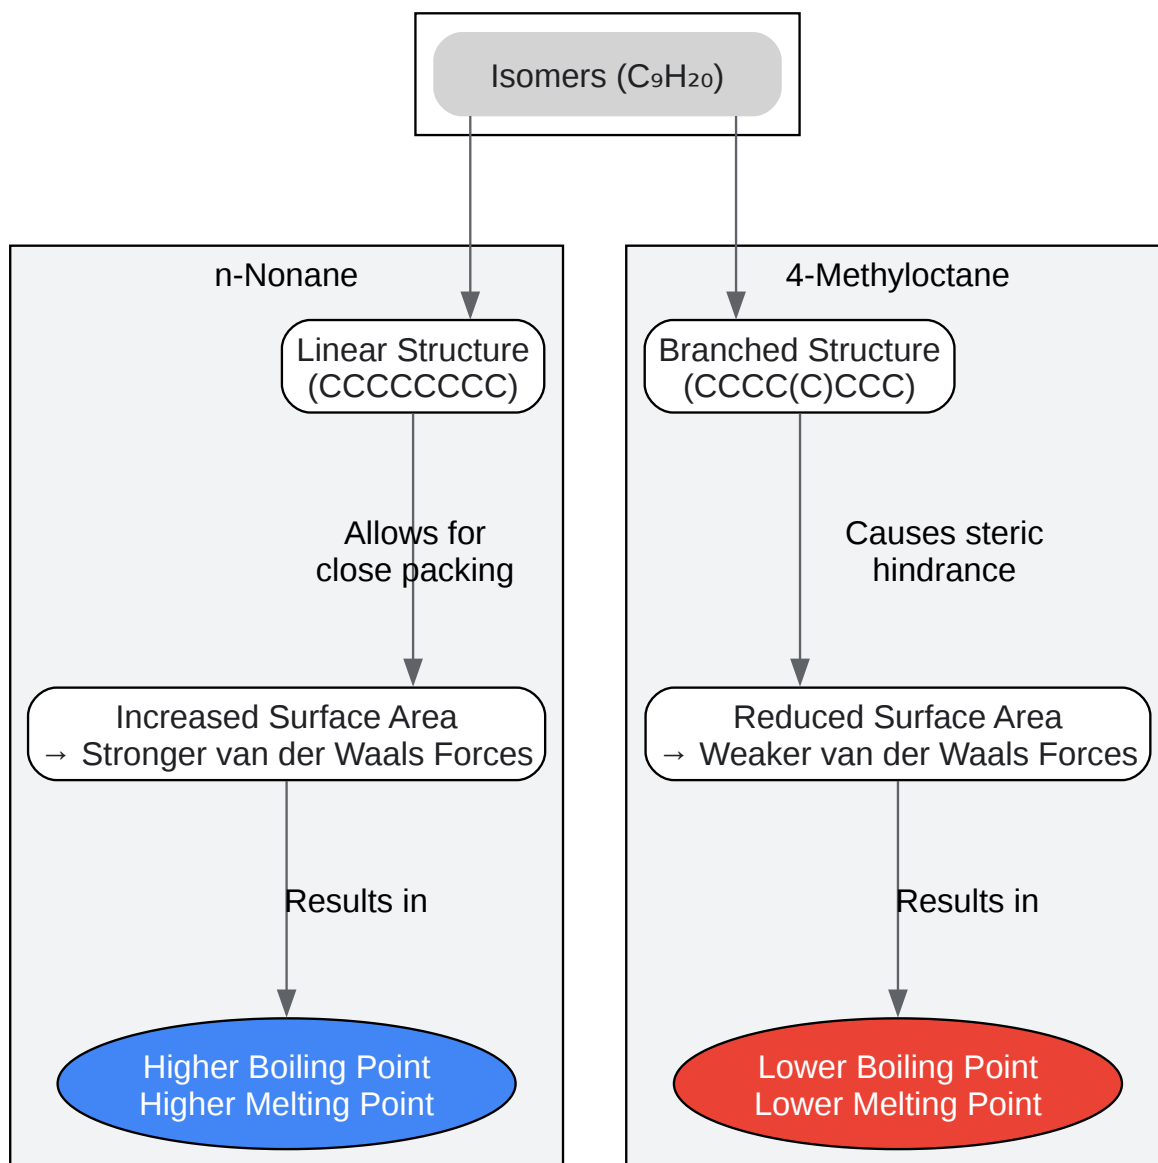 Isomers (C₉H₂₀)
n-Nonane
Linear Structure
(CCCCCCCC)
Allows for
close packing
Increased Surface Area
→ Stronger van der Waals Forces
Results in
Higher Boiling Point
Higher Melting Point
4-Methyloctane
Branched Structure
(CCCC(C)CCC)
Causes steric
hindrance
Reduced Surface Area
→ Weaker van der Waals Forces
Results in
Lower Boiling Point
Lower Melting Point